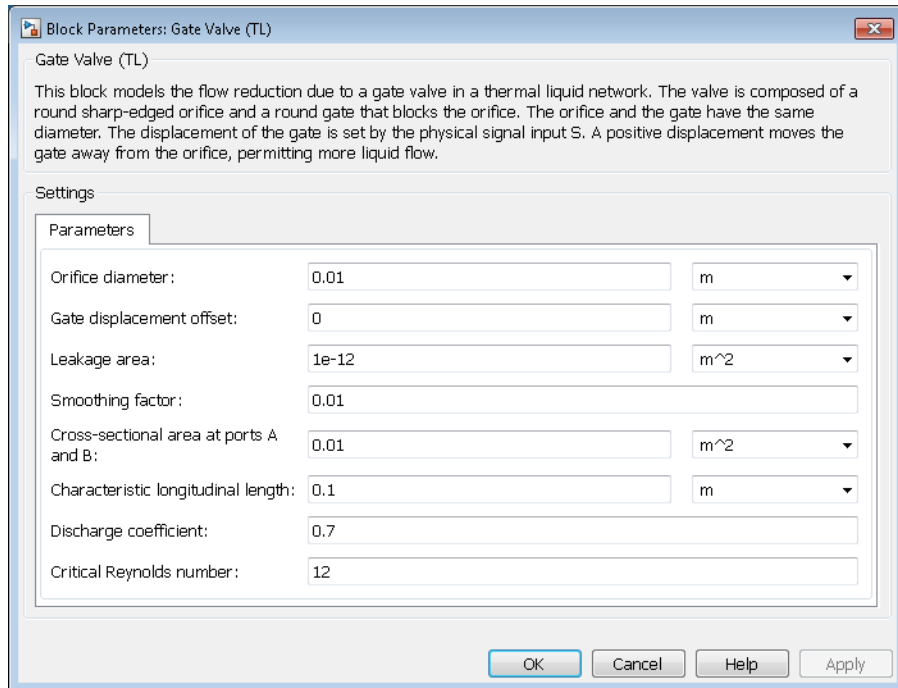 Block Parameters: Gate Valve (TL)
Gate Valve (TL)
This block models the flow reduction due to a gate valve in a thermal liquid network. The valve is composed of a
round sharp-edged orifice and a round gate that blocks the orifice. The orifice and the gate have the same
diameter. The displacement of the gate is set by the physical signal input S. A positive displacement moves the
gate away from the orifice, permitting more liquid flow.
Settings
Parameters
Orifice diameter: 0.01 m
Gate displacement offset: 0 m
Leakage area: 1e-12 m^2
Smoothing factor: 0.01
Cross-sectional area at ports A
and B: 0.01 m^2
Characteristic longitudinal length: 0.1 m
Discharge coefficient: 0.7
Critical Reynolds number: 12
OK Cancel Help Apply